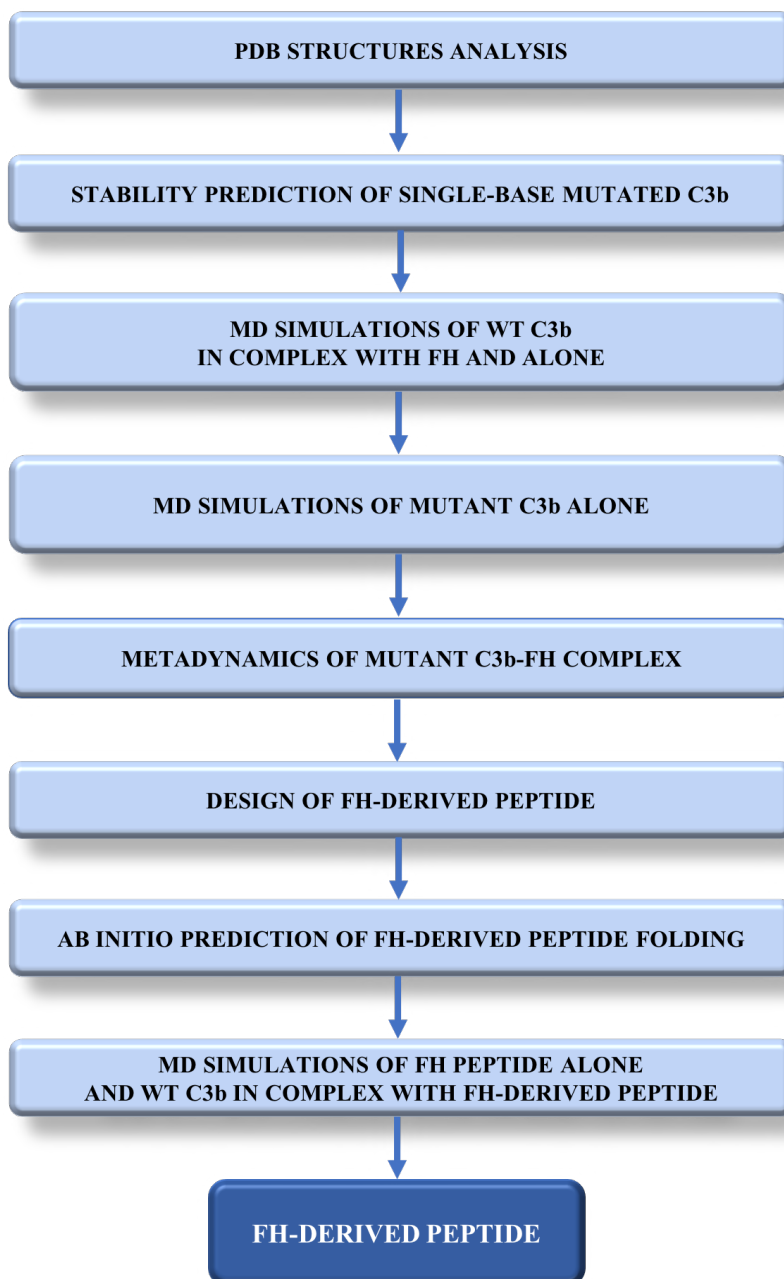 PDB STRUCTURES ANALYSIS
STABILITY PREDICTION OF SINGLE-BASE MUTATED C3b
MD SIMULATIONS OF WT C3b
IN COMPLEX WITH FH AND ALONE
MD SIMULATIONS OF MUTANT C3b ALONE
METADYNAMICS OF MUTANT C3b-FH COMPLEX
DESIGN OF FH-DERIVED PEPTIDE
AB INITIO PREDICTION OF FH-DERIVED PEPTIDE FOLDING
MD SIMULATIONS OF FH PEPTIDE ALONE
AND WT C3b IN COMPLEX WITH FH-DERIVED PEPTIDE
FH-DERIVED PEPTIDE